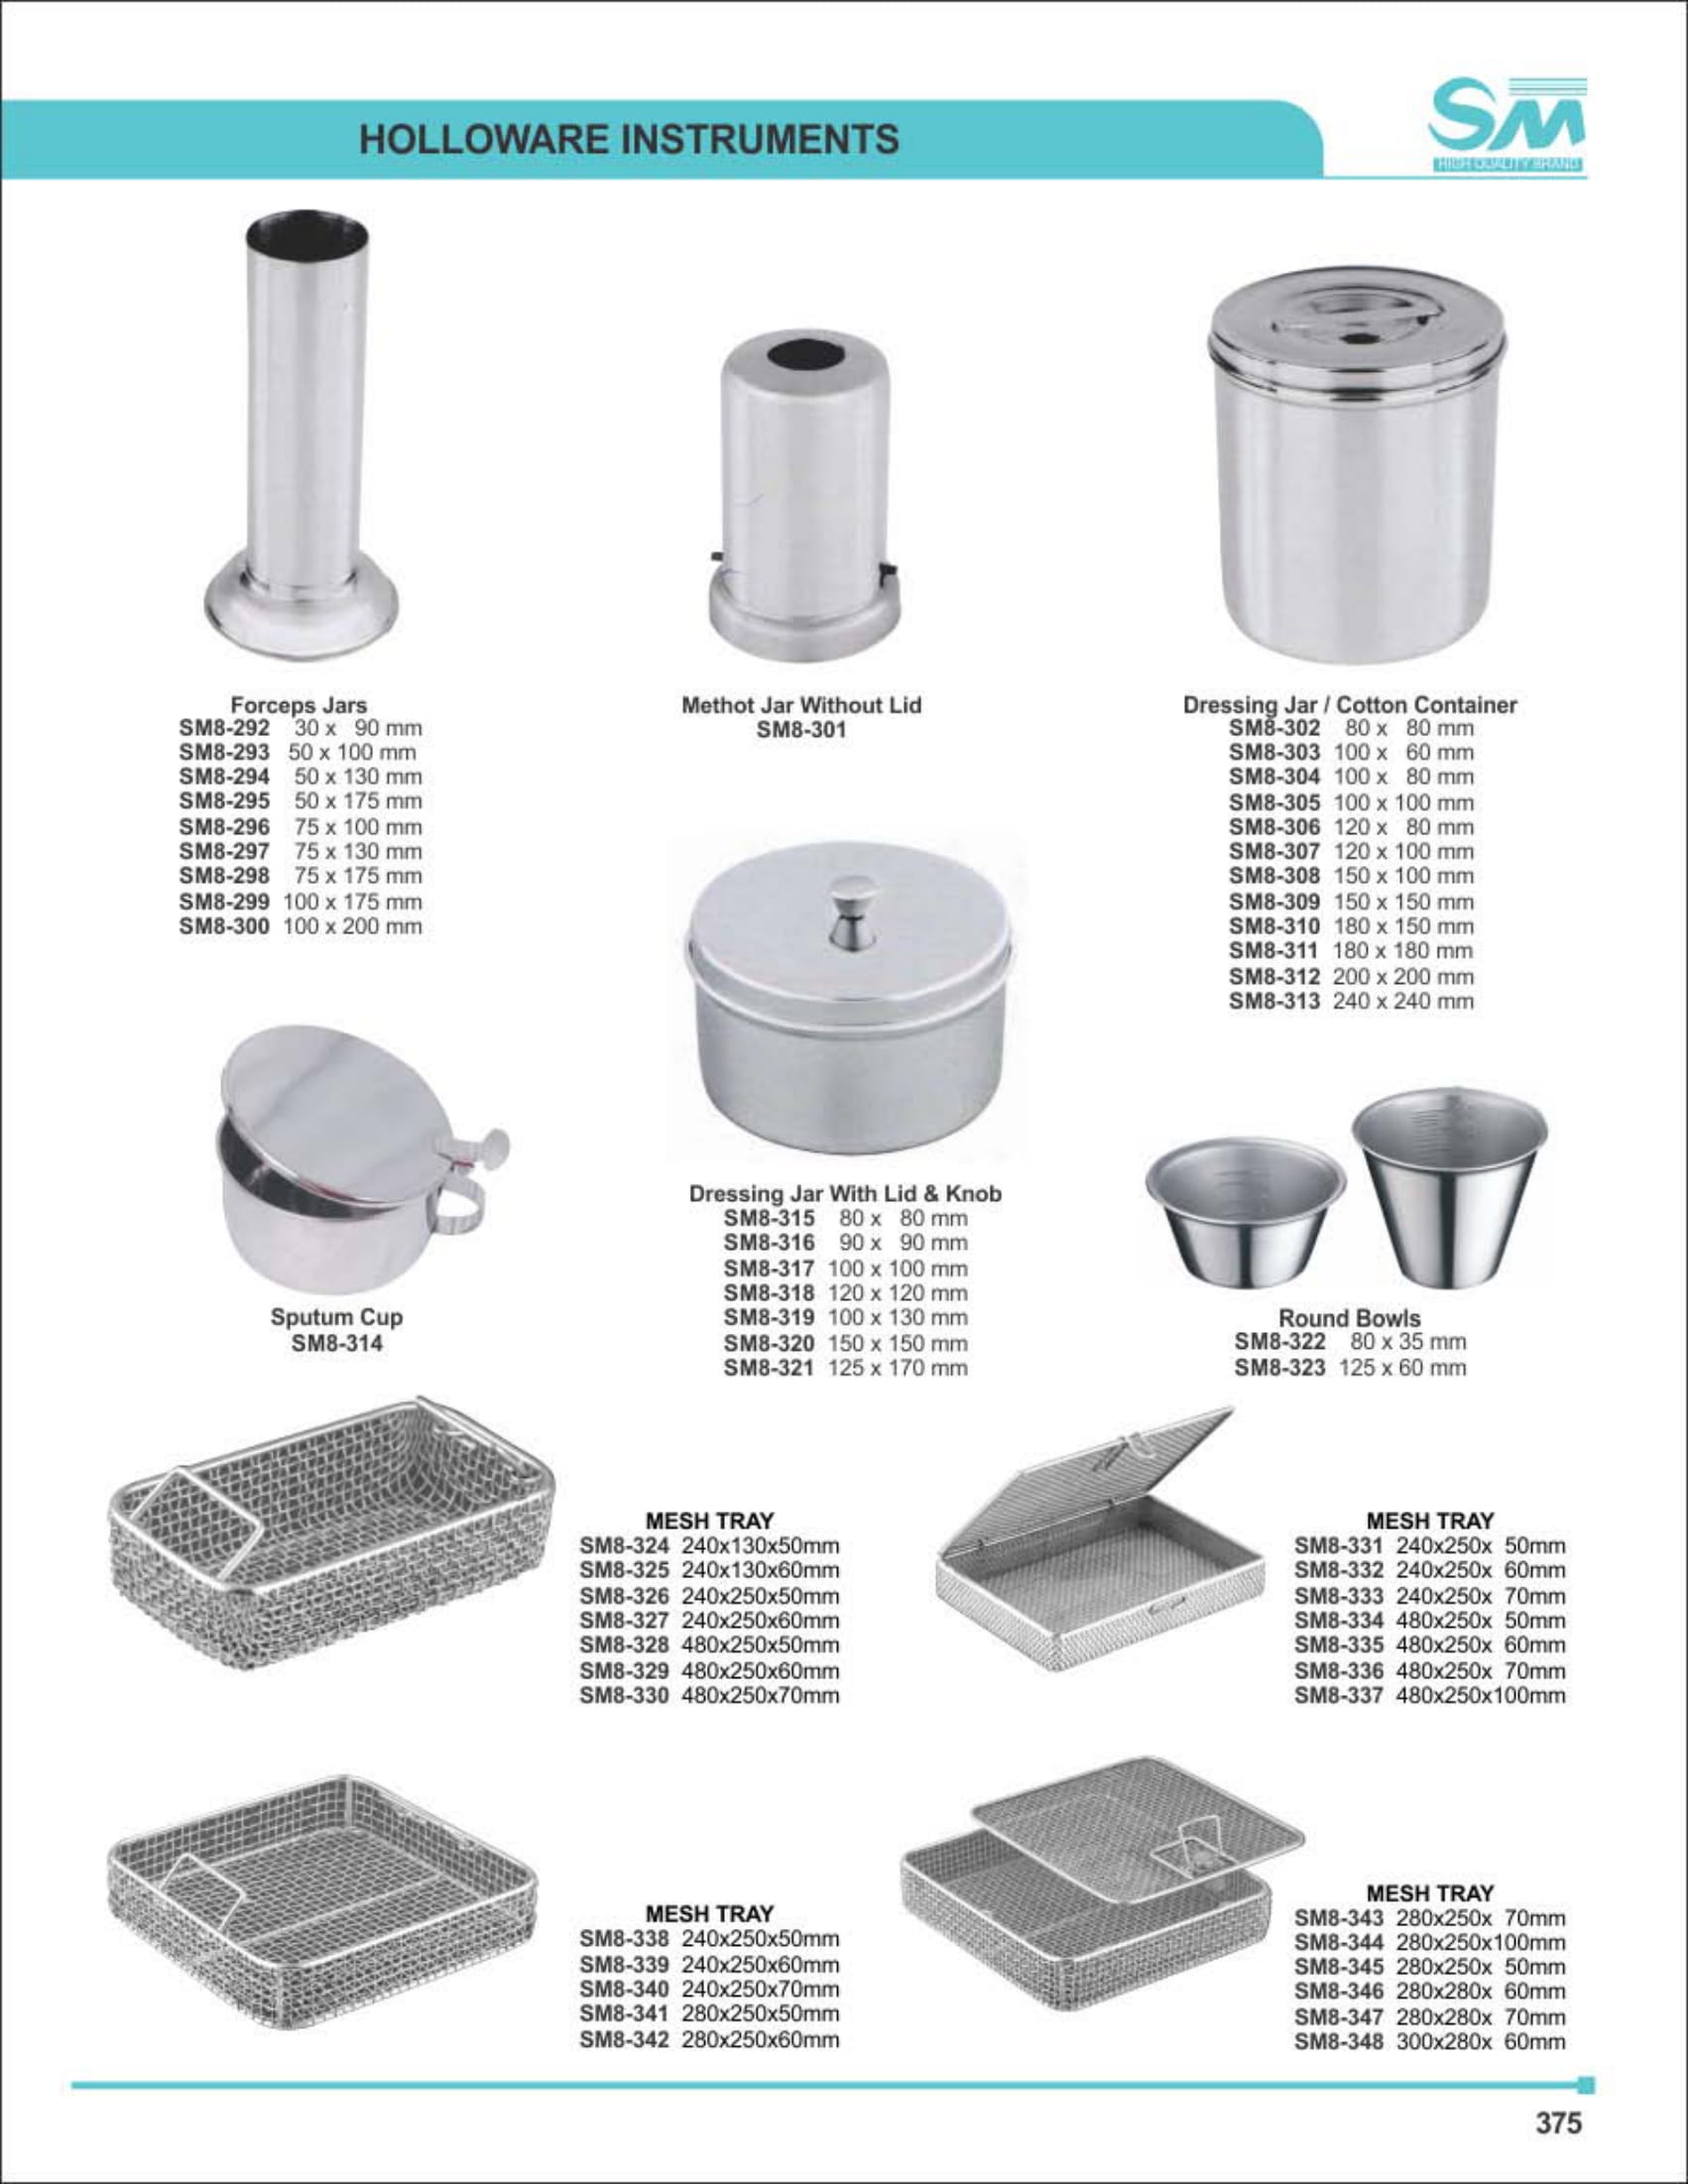 HOLLOWARE INSTRUMENTS
SM
HIGH QUALITY BRAND
Forceps Jars
SM8-292 30 x 90 mm
SM8-293 50 x 100 mm
SM8-294 50 x 130 mm
SM8-295 50 x 175 mm
SM8-296 75 x 100 mm
SM8-297 75 x 130 mm
SM8-298 75 x 175 mm
SM8-299 100 x 175 mm
SM8-300 100 x 200 mm
Methot Jar Without Lid
SM8-301
Dressing Jar / Cotton Container
SM8-302 80 x 80 mm
SM8-303 100 x 60 mm
SM8-304 100 x 80 mm
SM8-305 100 x 100 mm
SM8-306 120 x 80 mm
SM8-307 120 x 100 mm
SM8-308 150 x 100 mm
SM8-309 150 x 150 mm
SM8-310 180 x 150 mm
SM8-311 180 x 180 mm
SM8-312 200 x 200 mm
SM8-313 240 x 240 mm
Sputum Cup
SM8-314
Dressing Jar With Lid & Knob
SM8-315 80 x 80 mm
SM8-316 90 x 90 mm
SM8-317 100 x 100 mm
SM8-318 120 x 120 mm
SM8-319 100 x 130 mm
SM8-320 150 x 150 mm
SM8-321 125 x 170 mm
Round Bowls
SM8-322 80 x 35 mm
SM8-323 125 x 60 mm
MESH TRAY
SM8-324 240x130x50mm
SM8-325 240x130x60mm
SM8-326 240x250x50mm
SM8-327 240x250x60mm
SM8-328 480x250x50mm
SM8-329 480x250x60mm
SM8-330 480x250x70mm
MESH TRAY
SM8-331 240x250x 50mm
SM8-332 240x250x 60mm
SM8-333 240x250x 70mm
SM8-334 480x250x 50mm
SM8-335 480x250x 60mm
SM8-336 480x250x 70mm
SM8-337 480x250x100mm
MESH TRAY
SM8-338 240x250x50mm
SM8-339 240x250x60mm
SM8-340 240x250x70mm
SM8-341 280x250x50mm
SM8-342 280x250x60mm
MESH TRAY
SM8-343 280x250x 70mm
SM8-344 280x250x100mm
SM8-345 280x250x 50mm
SM8-346 280x280x 60mm
SM8-347 280x280x 70mm
SM8-348 300x280x 60mm
375